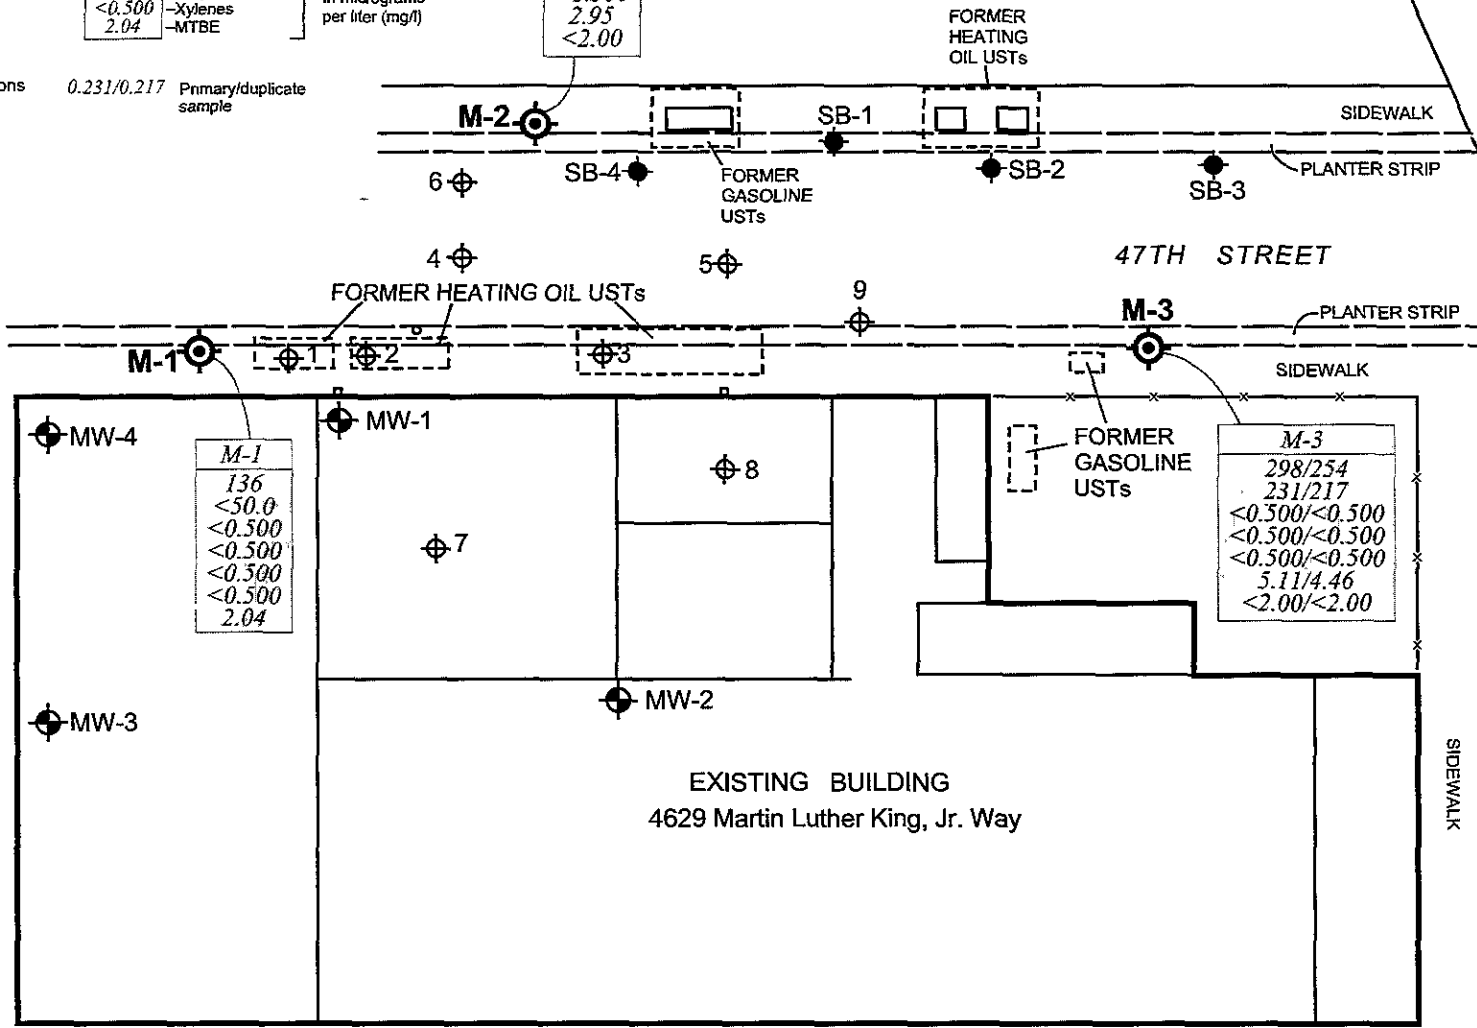 <0.500 –Xylenes
2.04 –MTBE
per liter (mg/l)
2.95
<2.00
0.231/0.217 Primary/duplicate
sample
FORMER
HEATING
OIL USTs
M-2
SB-1
SIDEWALK
SB-4
FORMER
GASOLINE
USTs
SB-2
SB-3
PLANTER STRIP
6
4
5
47TH STREET
FORMER HEATING OIL USTs
9
M-3
PLANTER STRIP
M-1
1
2
3
SIDEWALK
MW-4
MW-1
M-1
136
<50.0
<0.500
<0.500
<0.500
<0.500
2.04
8
7
FORMER
GASOLINE
USTs
M-3
298/254
231/217
<0.500/<0.500
<0.500/<0.500
<0.500/<0.500
5.11/4.46
<2.00/<2.00
MW-3
MW-2
EXISTING BUILDING
4629 Martin Luther King, Jr. Way
SIDEWALK